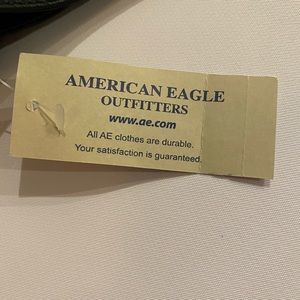 AMERICAN EAGLE
OUTFITTERS
www.ae.com
All AE clothes are durable.
Your satisfaction is guaranteed.